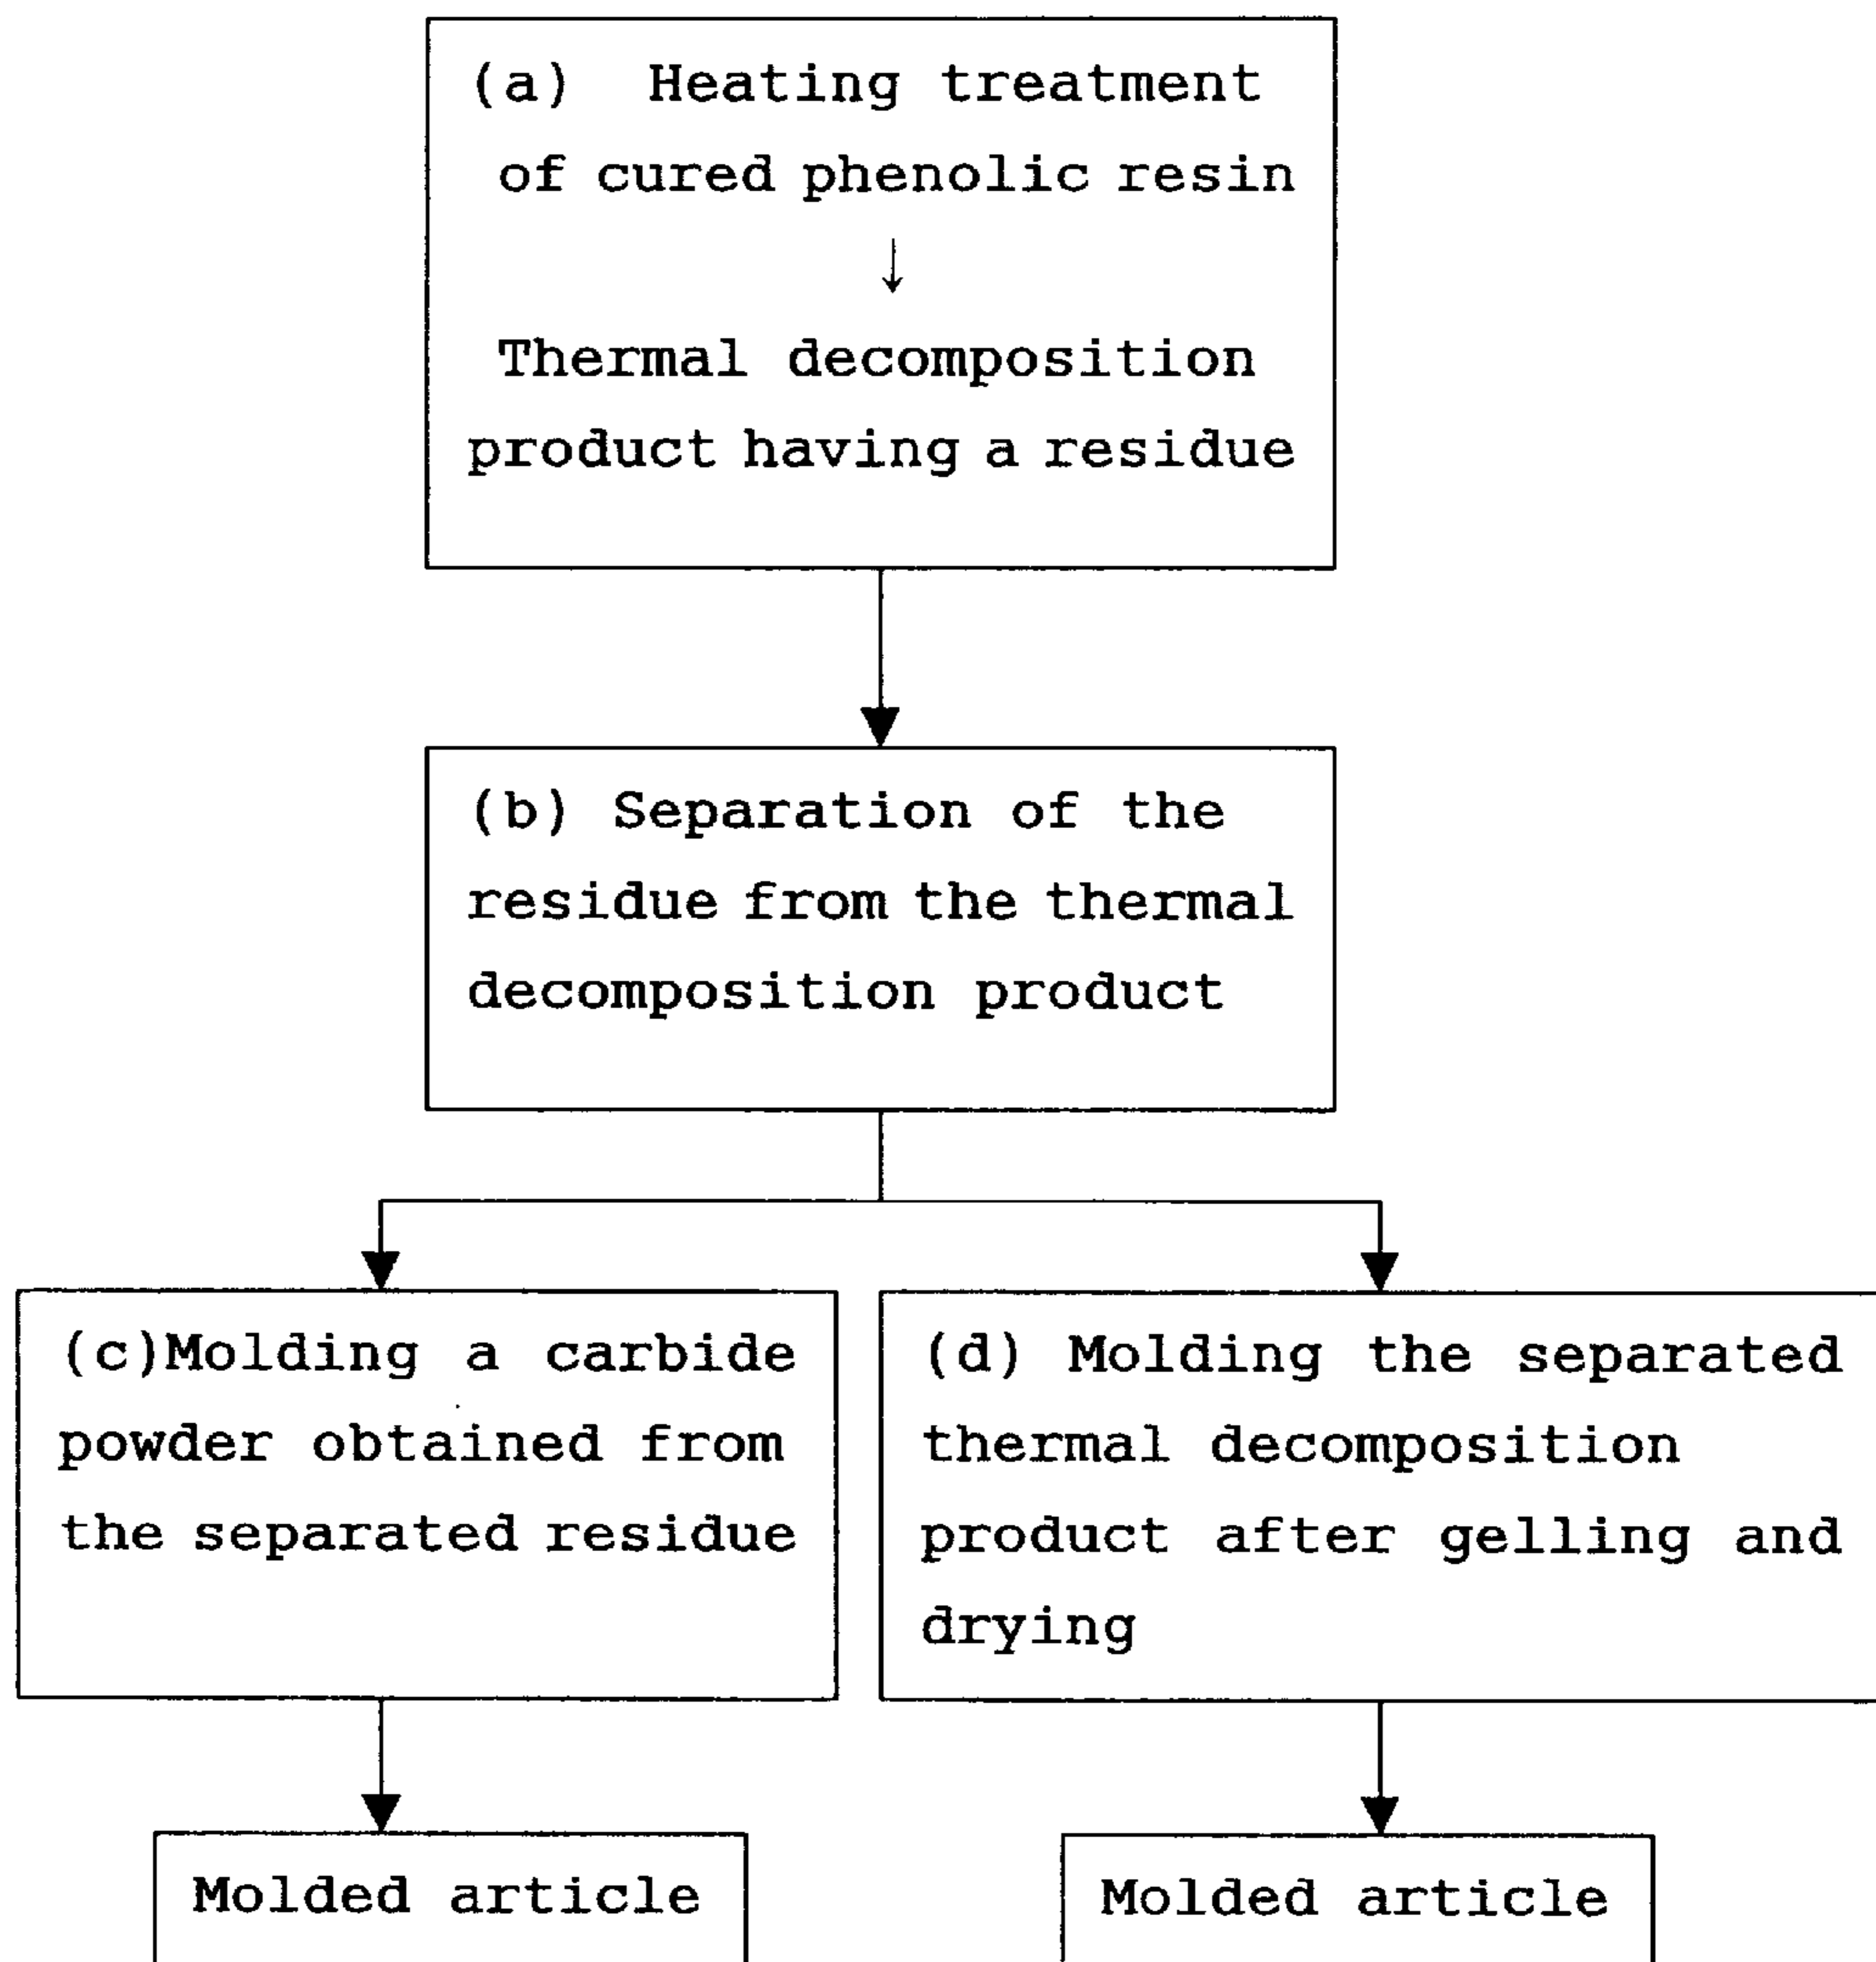 (a) Heating treatment
of cured phenolic resin
↓
Thermal decomposition
product having a residue
(b) Separation of the
residue from the thermal
decomposition product
(c)Molding a carbide
powder obtained from
the separated residue
(d) Molding the separated
thermal decomposition
product after gelling and
drying
Molded article
Molded article